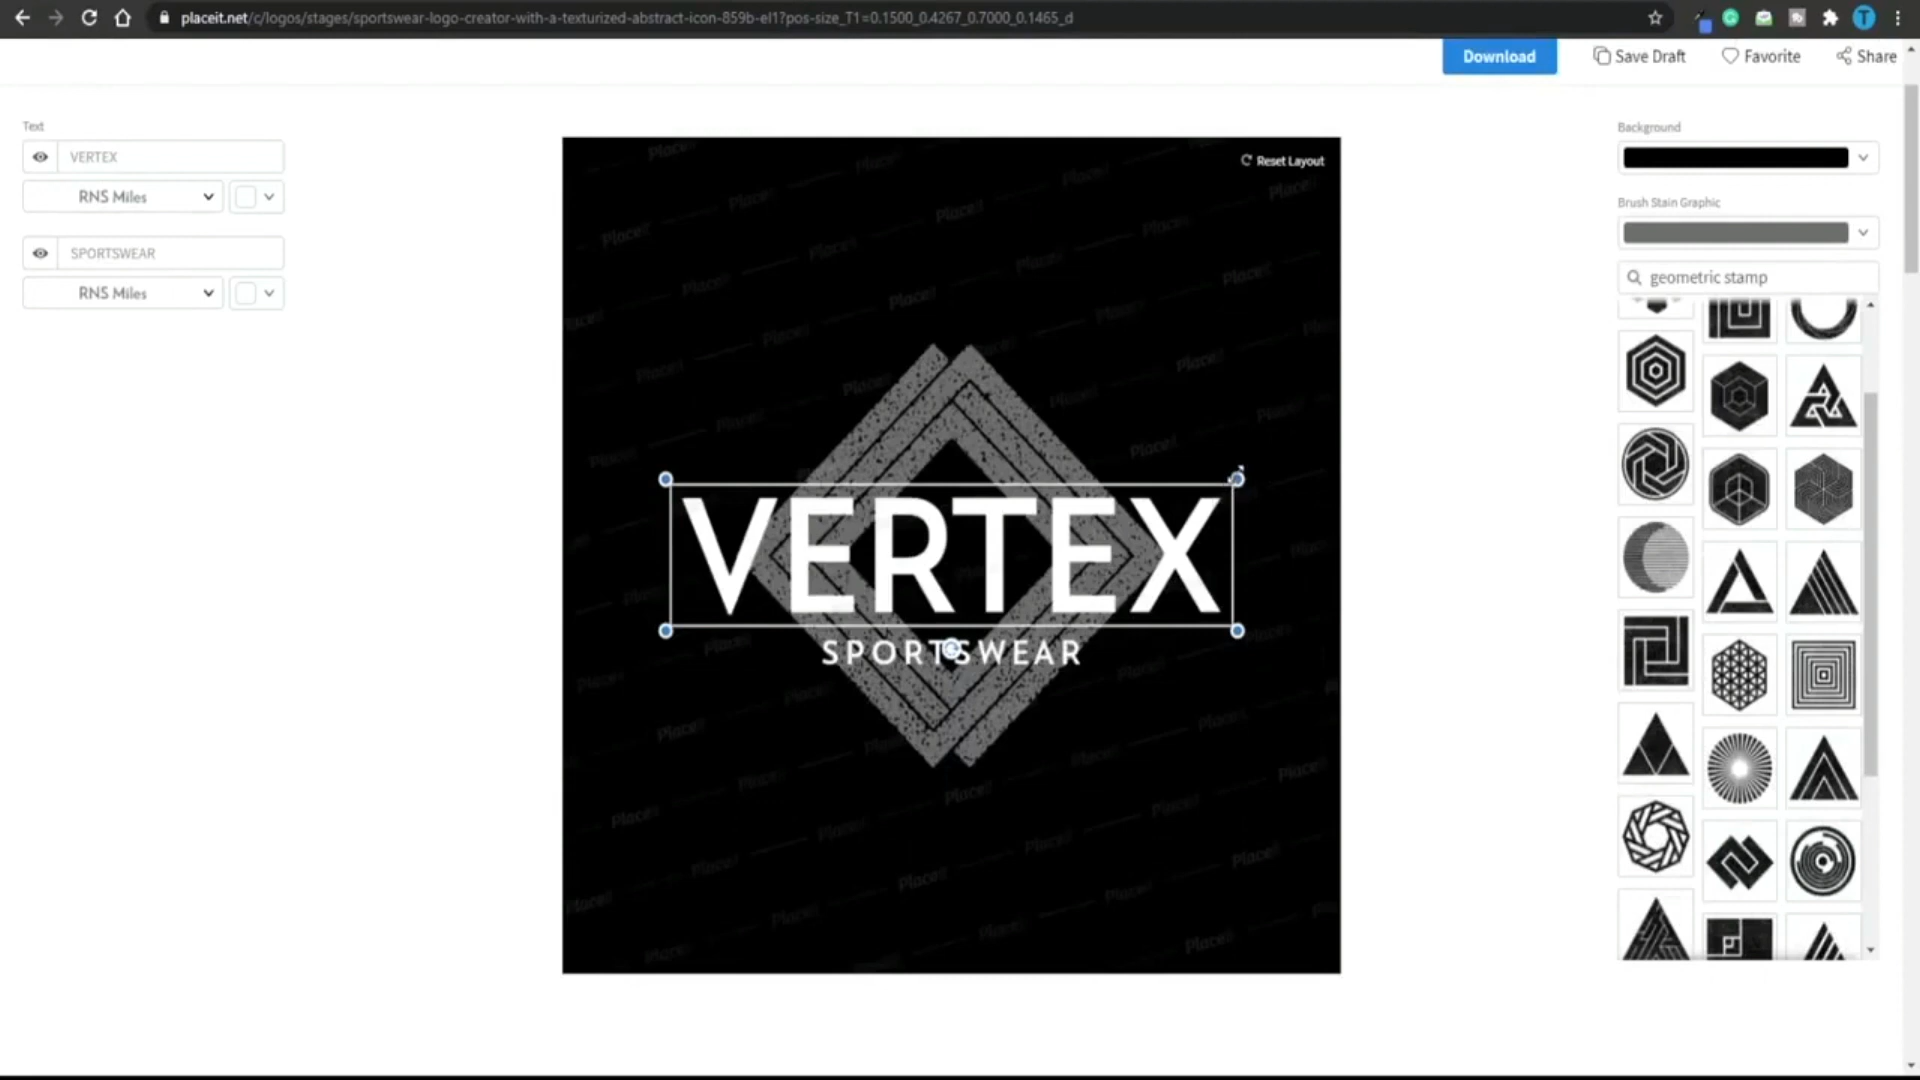 placeit.net/c/logos/stages/sportswear-logo-creator-with-a-texturized-abstract-icon-859b-el1?pos-size_T1=0.1500_0.4267_0.7000_0.1465_d
T
Download
Save Draft
Favorite
Share
Text
VERTEX
RNS Miles
SPORTSWEAR
RNS Miles
Reset Layout
VERTEX
SPORTSWEAR
Placeit
Background
Brush Stain Graphic
geometric stamp